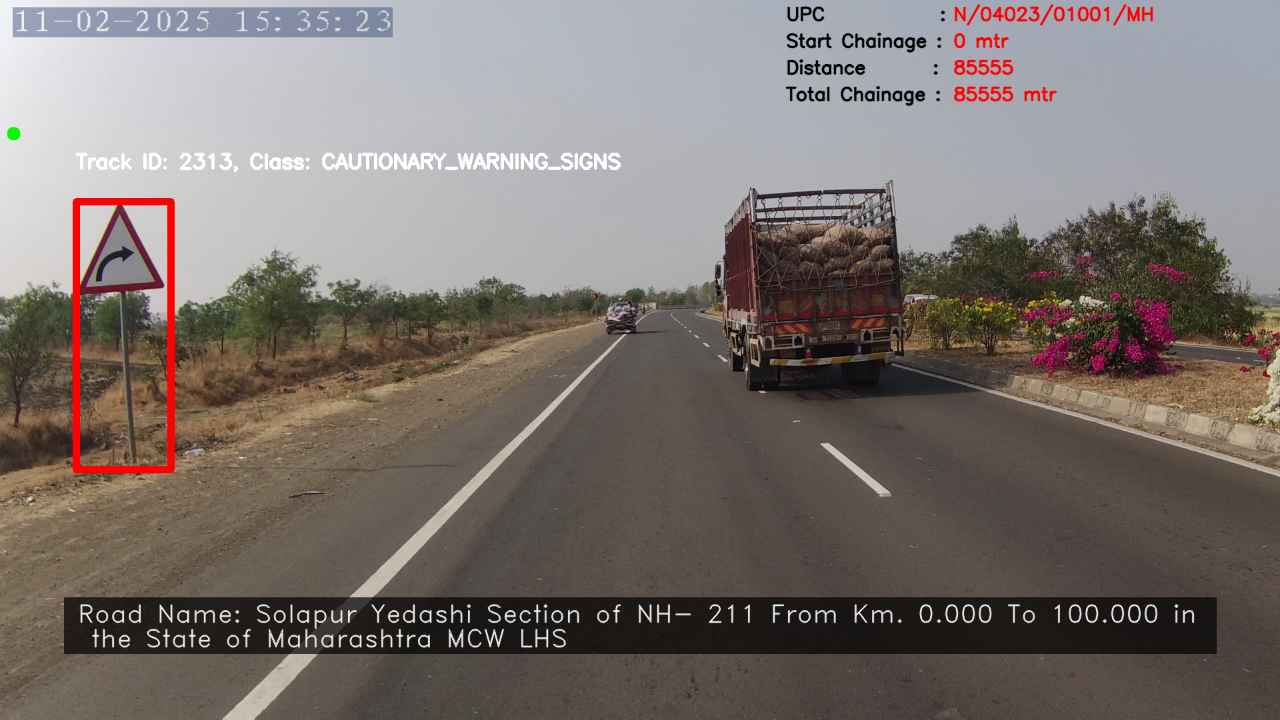 11-02-2025 15:35:23
UPC : N/04023/01001/MH
Start Chainage : 0 mtr
Distance : 85555
Total Chainage : 85555 mtr
Track ID: 2313, Class: CAUTIONARY_WARNING_SIGNS
Road Name: Solapur Yedashi Section of NH- 211 From Km. 0.000 To 100.000 in
the State of Maharashtra MCW LHS